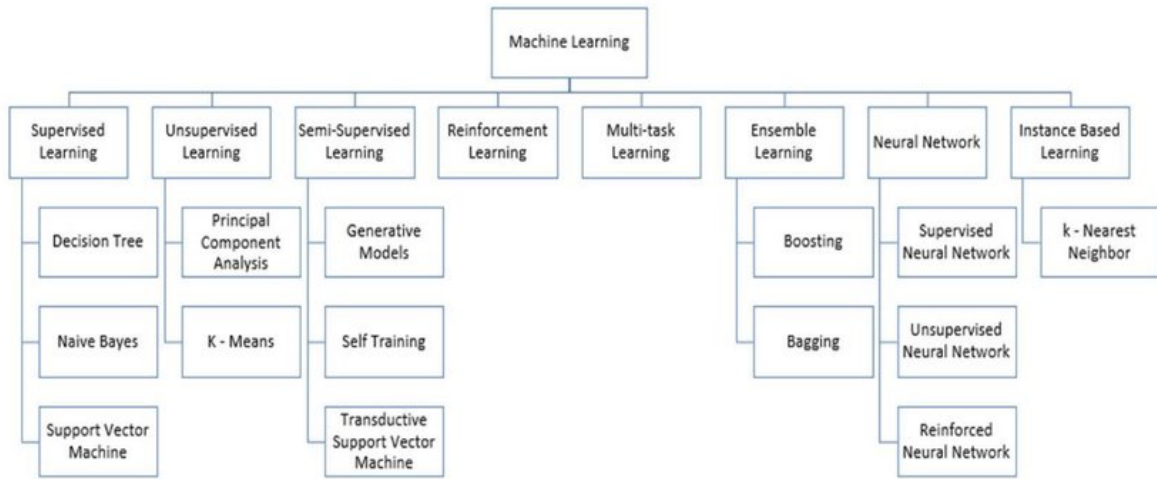 Machine Learning
Supervised
Learning
Unsupervised
Learning
Semi-Supervised
Learning
Reinforcement
Learning
Multi-task
Learning
Ensemble
Learning
Neural Network
Instance Based
Learning
Decision Tree
Principal
Component
Analysis
Generative
Models
Boosting
Supervised
Neural Network
k - Nearest
Neighbor
Naive Bayes
K - Means
Self Training
Bagging
Unsupervised
Neural Network
Support Vector
Machine
Transductive
Support Vector
Machine
Reinforced
Neural Network